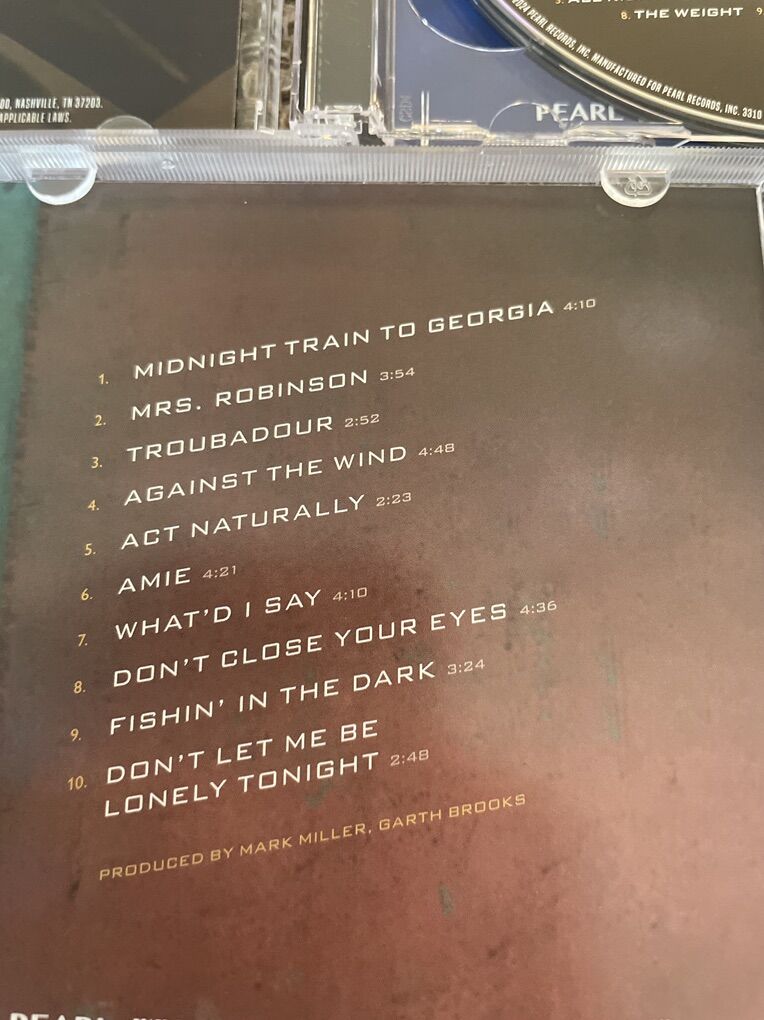 00, NASHVILLE, TN 37203.
APPLICABLE LAWS.
8. THE WEIGHT 9.
2024 PEARL RECORDS, INC. MANUFACTURED FOR PEARL RECORDS, INC. 3310
PEARL
1. MIDNIGHT TRAIN TO GEORGIA 4:10
2. MRS. ROBINSON 3:54
3. TROUBADOUR 2:52
4. AGAINST THE WIND 4:48
5. ACT NATURALLY 2:23
6. AMIE 4:21
7. WHAT'D I SAY 4:10
8. DON'T CLOSE YOUR EYES 4:36
9. FISHIN' IN THE DARK 3:24
10. DON'T LET ME BE
LONELY TONIGHT 2:48
PRODUCED BY MARK MILLER, GARTH BROOKS
PEARL